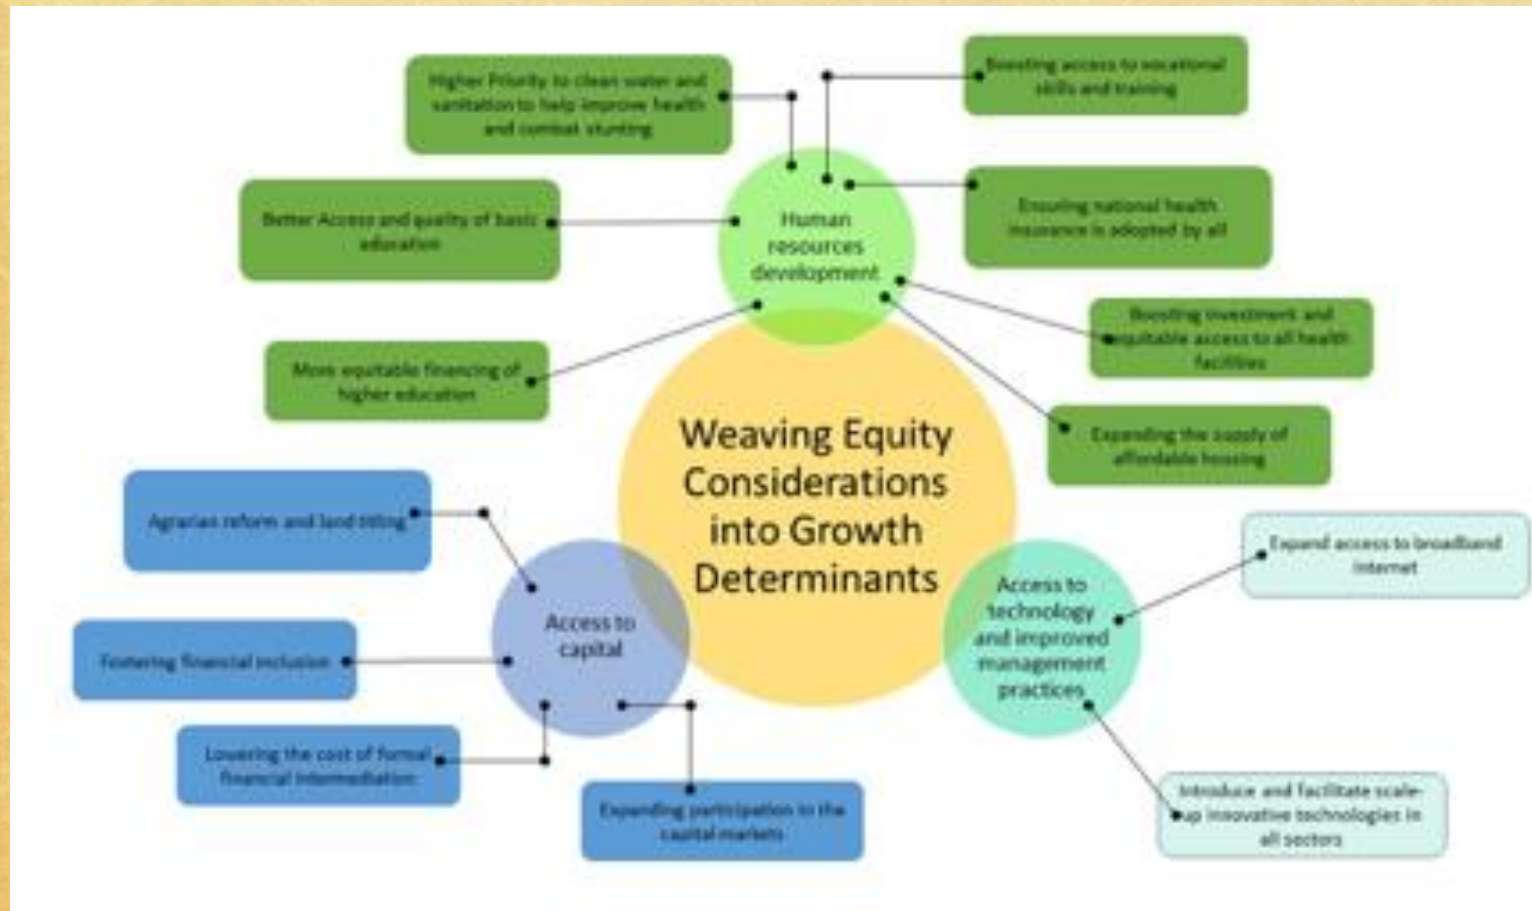 Higher Priority to clean water and
sanitation to help improve health
and combat stunting
Boosting access to vocational
skills and training
Better Access and quality of basis
education
Human
resources
development
Ensuring national health
insurance is adopted by all
More equitable financing of
higher education
Boosting investment and
equitable access to all health
facilities
Expanding the supply of
affordable housing
Weaving Equity
Considerations
into Growth
Determinants
Agrarian reform and land titling
Access to
capital
Fostering financial inclusion
Lowering the cost of formal
financial intermediation
Expanding participation in the
capital markets
Access to
technology
and improved
management
practices
Expand access to broadband
internet
Introduce and facilitate scale-
up innovative technologies in
all sectors